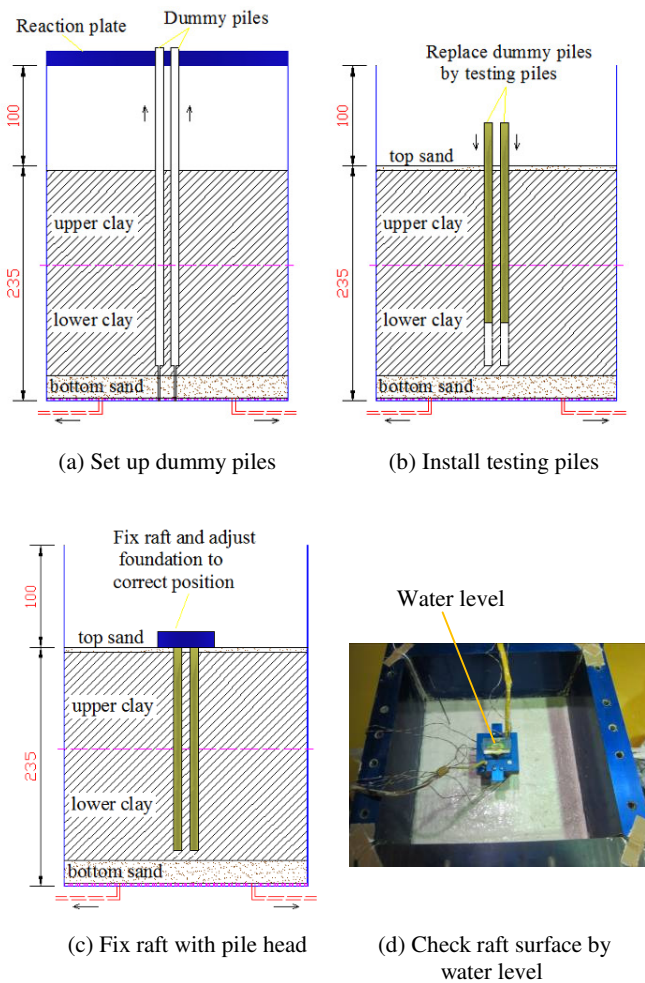 Reaction plate
Dummy piles
100
235
upper clay
lower clay
bottom sand
(a) Set up dummy piles
Replace dummy piles
by testing piles
100
235
top sand
upper clay
lower clay
bottom sand
(b) Install testing piles
Fix raft and adjust
foundation to
correct position
100
235
top sand
upper clay
lower clay
bottom sand
(c) Fix raft with pile head
Water level
(d) Check raft surface by
water level